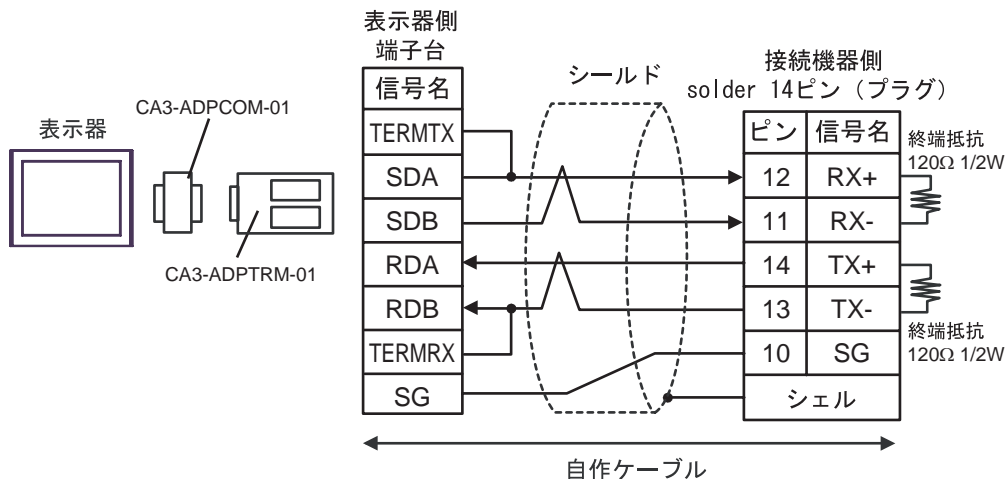 表示器側
端子台
信号名
TERMTX
SDA
SDB
RDA
RDB
TERMRX
SG
表示器
CA3-ADPCOM-01
CA3-ADPTRM-01
シールド
接続機器側
solder 14ピン（プラグ）
ピン 信号名
12 RX+
11 RX-
14 TX+
13 TX-
10 SG
シェル
終端抵抗
120Ω 1/2W
終端抵抗
120Ω 1/2W
自作ケーブル